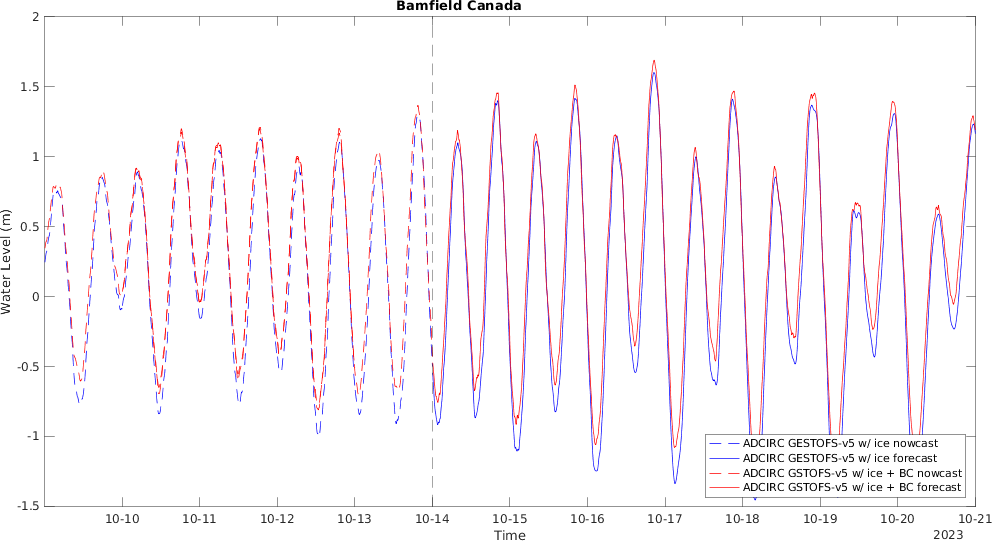 Bamfield Canada
2
1.5
1
0.5
0
-0.5
-1
-1.5
Water Level (m)
ADCIRC GESTOFS-v5 w/ ice nowcast
ADCIRC GESTOFS-v5 w/ ice forecast
ADCIRC GSTOFS-v5 w/ ice + BC nowcast
ADCIRC GSTOFS-v5 w/ ice + BC forecast
10-10 10-11 10-12 10-13 10-14 10-15 10-16 10-17 10-18 10-19 10-20 10-21
Time
2023